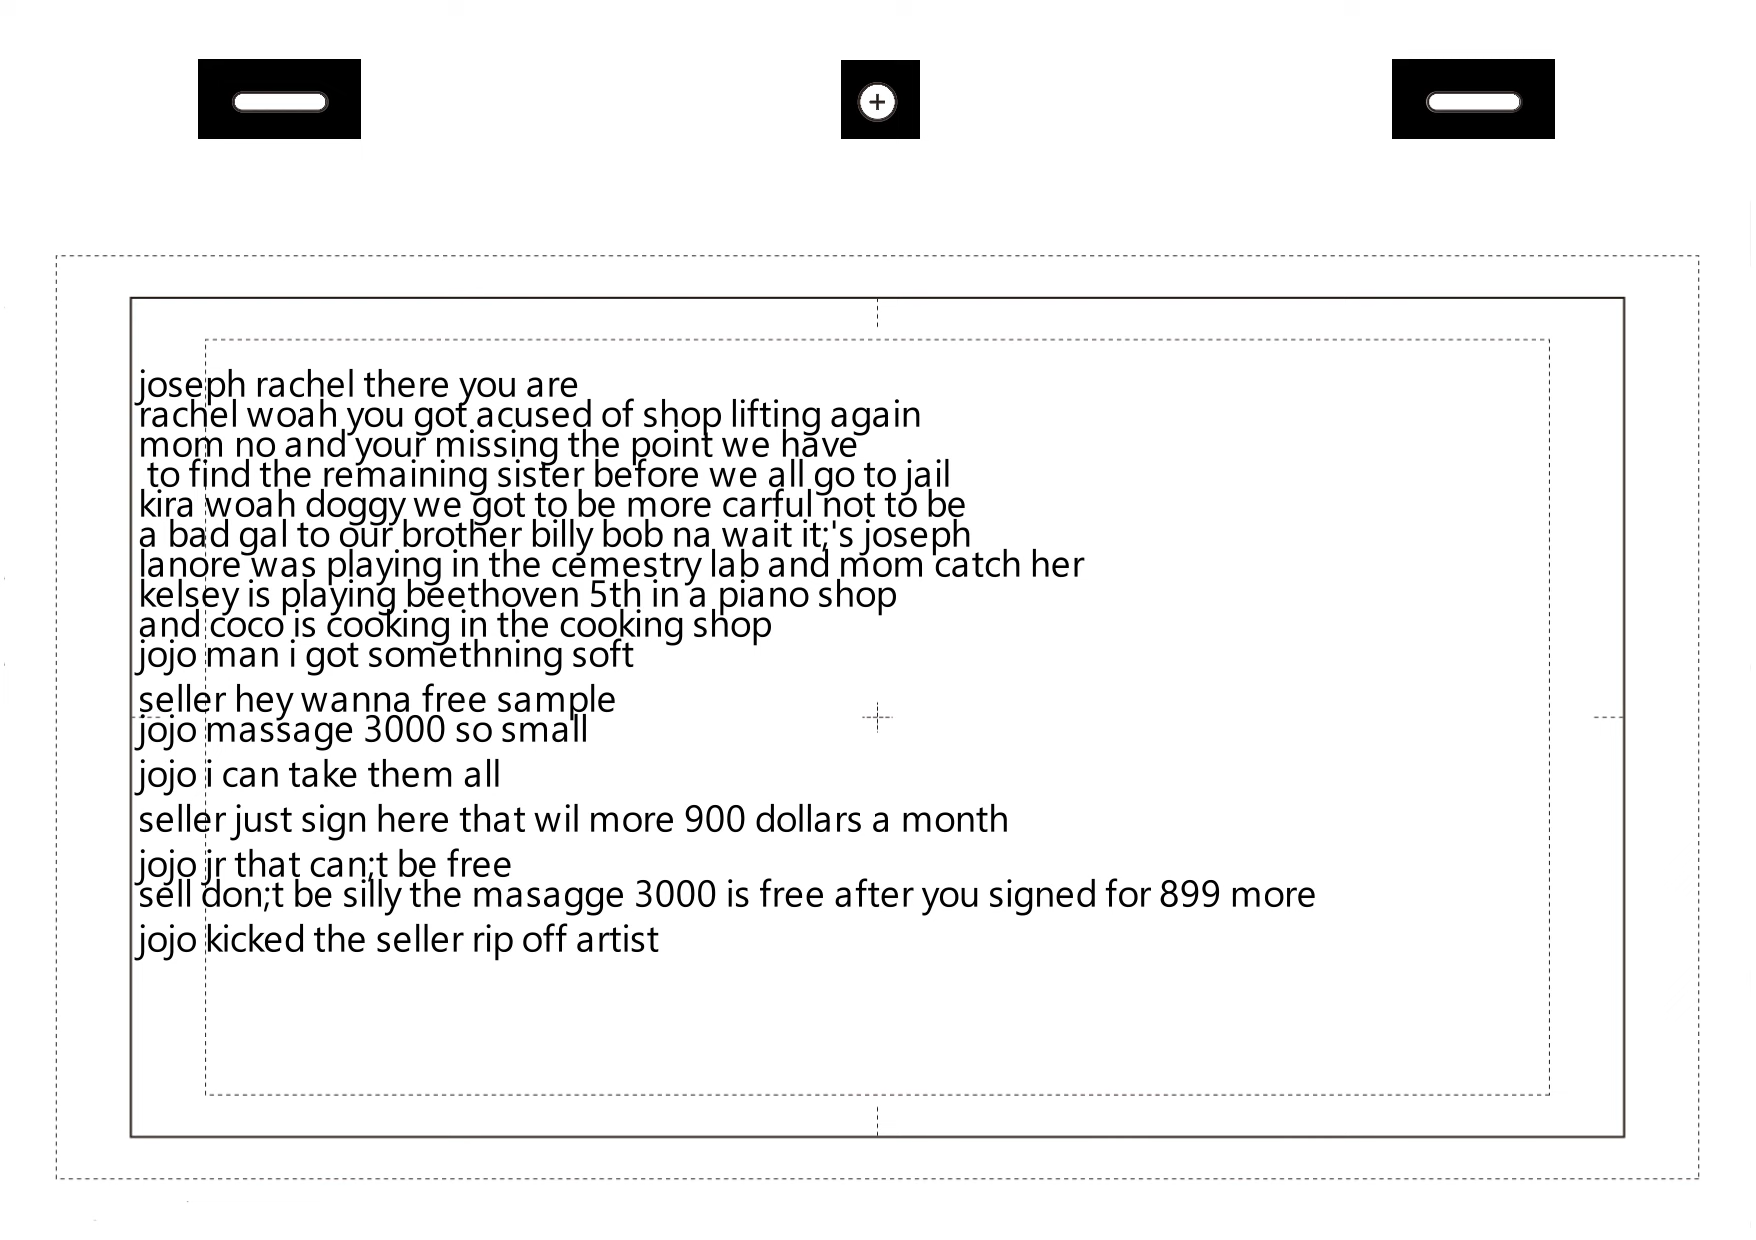 joseph rachel there you are
rachel woah you got acused of shop lifting again
mom no and your missing the point we have
to find the remaining sister before we all go to jail
kira woah doggy we got to be more carful not to be
a bad gal to our brother billy bob na wait it;'s joseph
lanore was playing in the cemestry lab and mom catch her
kelsey is playing beethoven 5th in a piano shop
and coco is cooking in the cooking shop
jojo man i got somethning soft
seller hey wanna free sample
jojo massage 3000 so small
jojo i can take them all
seller just sign here that wil more 900 dollars a month
jojo jr that can;t be free
sell don;t be silly the masagge 3000 is free after you signed for 899 more
jojo kicked the seller rip off artist